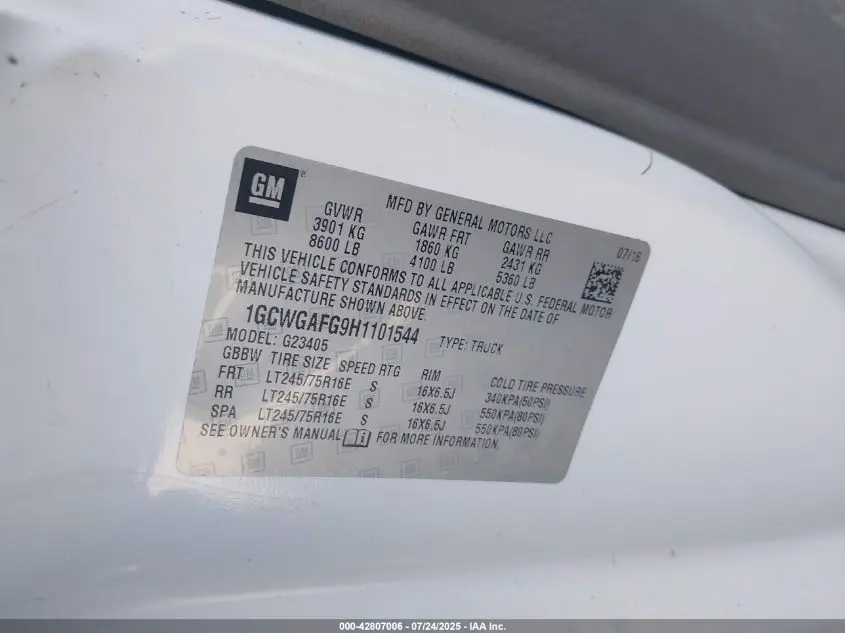 GM ®
MFD BY GENERAL MOTORS LLC
07/16
GVWR GAWR FRT GAWR RR
3901 KG 1860 KG 2431 KG
8600 LB 4100 LB 5360 LB
THIS VEHICLE CONFORMS TO ALL APPLICABLE U.S. FEDERAL MOTOR
VEHICLE SAFETY STANDARDS IN EFFECT ON THE DATE OF
MANUFACTURE SHOWN ABOVE.
1GCWGAFG9H1101544 TYPE: TRUCK
MODEL: G23405
GBBW TIRE SIZE SPEED RTG RIM COLD TIRE PRESSURE
FRT LT245/75R16E S 16X6.5J 340KPA(50PSI)
RR LT245/75R16E S 16X6.5J 550KPA(80PSI)
SPA LT245/75R16E S 16X6.5J 550KPA(80PSI)
SEE OWNER'S MANUAL FOR MORE INFORMATION.
000-42807006 - 07/24/2025 - IAA Inc.